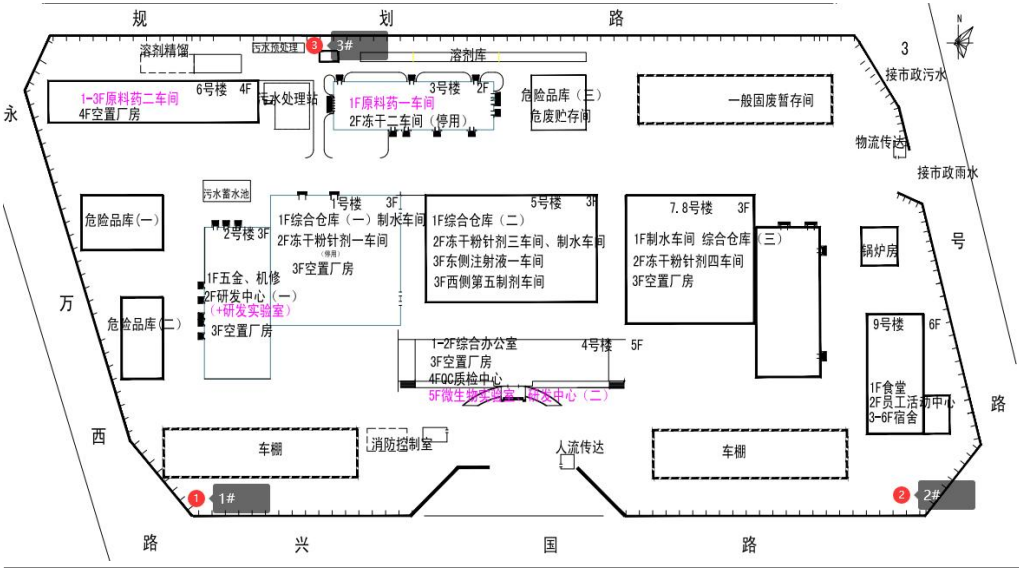 规 划 路
N
3
接市政污水
溶剂精馏
污水预处理
3
3#
溶剂库
6号楼 4F
1-3F原料药二车间
4F空置厂房
污水处理站
3号楼 2F
1F原料药一车间
2F冻干二车间（停用）
危险品库（三）
危废贮存间
一般固废暂存间
物流传达
接市政雨水
永
万
西
路
污水蓄水池
危险品库(一)
危险品库(二)
2号楼 3F
1F五金、机修
2F研发中心（一）
（+研发实验室）
3F空置厂房
1号楼 3F
1F综合仓库（一）制水车间
2F冻干粉针剂一车间
（停用）
3F空置厂房
5号楼 3F
1F综合仓库（二）
2F冻干粉针剂三车间、制水车间
3F东侧注射液一车间
3F西侧第五制剂车间
7.8号楼 3F
1F制水车间 综合仓库（三）
2F冻干粉针剂四车间
3F空置厂房
锅炉房
号
路
9号楼 6F
1F食堂
2F员工活动中心
3-6F宿舍
4号楼 5F
1-2F综合办公室
3F空置厂房
4FQC质检中心
5F微生物实验室、研发中心（二）
车棚
消防控制室
人流传达
车棚
1
1#
2
2#
兴 国 路